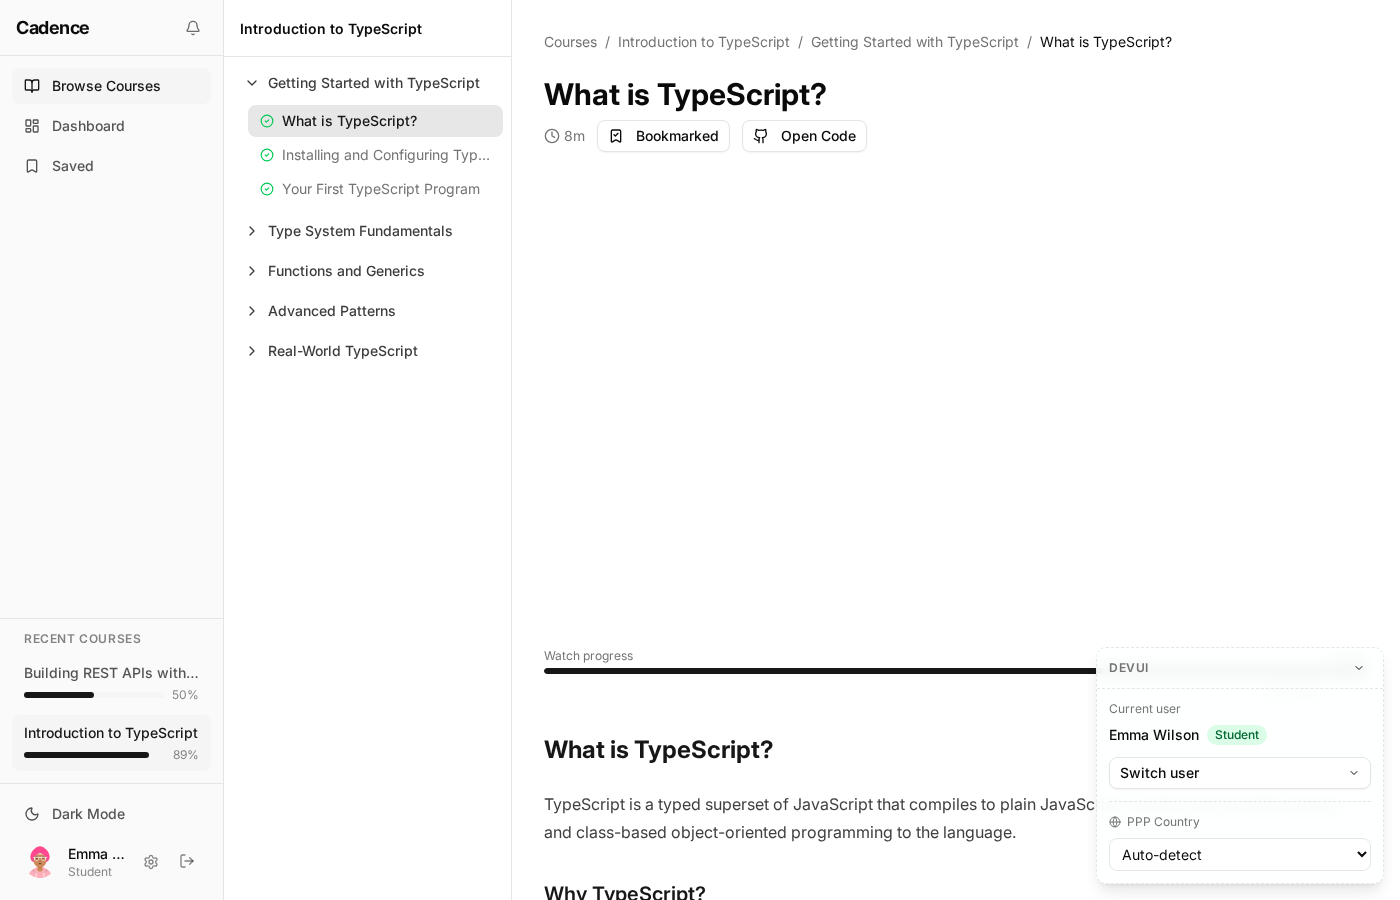 Cadence
Browse Courses
Dashboard
Saved
RECENT COURSES
Building REST APIs with...
50%
Introduction to TypeScript
89%
Dark Mode
Emma ...
Student
Introduction to TypeScript
Getting Started with TypeScript
What is TypeScript?
Installing and Configuring Typ...
Your First TypeScript Program
Type System Fundamentals
Functions and Generics
Advanced Patterns
Real-World TypeScript
Courses / Introduction to TypeScript / Getting Started with TypeScript / What is TypeScript?
What is TypeScript?
8m
Bookmarked
Open Code
Watch progress
What is TypeScript?
TypeScript is a typed superset of JavaScript that compiles to plain JavaSc
and class-based object-oriented programming to the language.
Why TypeScript?
DEVUI
Current user
Emma Wilson Student
Switch user
PPP Country
Auto-detect